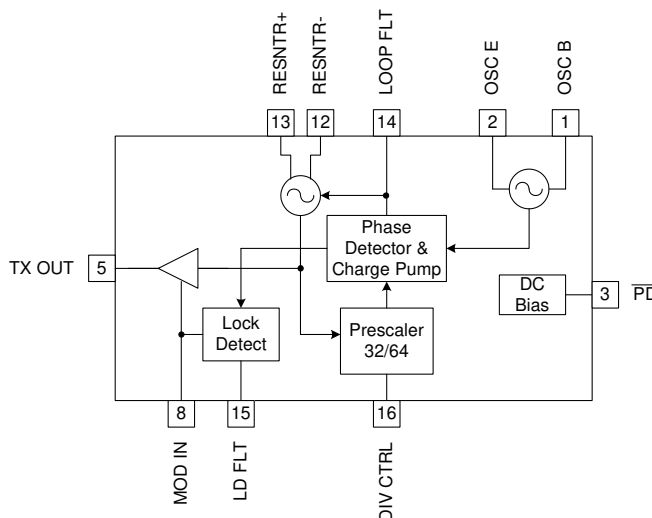 RESNTR+
RESNTR-
LOOP FLT
OSC E
OSC B
13
12
14
2
1
Phase
Detector &
Charge Pump
TX OUT
5
DC
Bias
3
PD
Lock
Detect
Prescaler
32/64
8
15
16
MOD IN
LD FLT
DIV CTRL